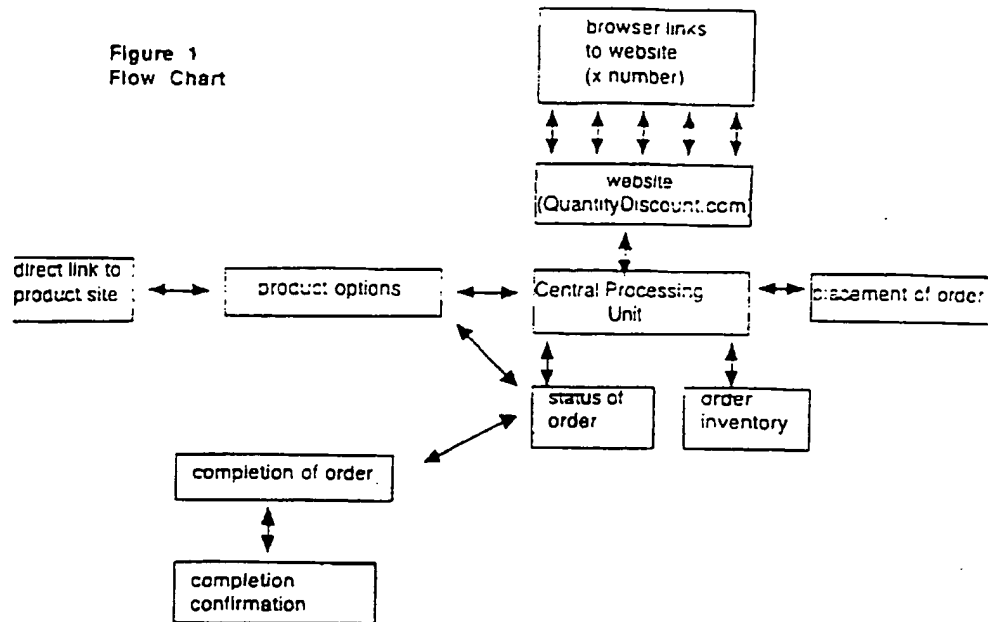 Figure 1
Flow Chart
browser links
to website
(x number)
website
(QuantityDiscount.com
direct link to
product site
product options
Central Processing
Unit
placement of order
status of
order
order
inventory
completion of order
completion
confirmation